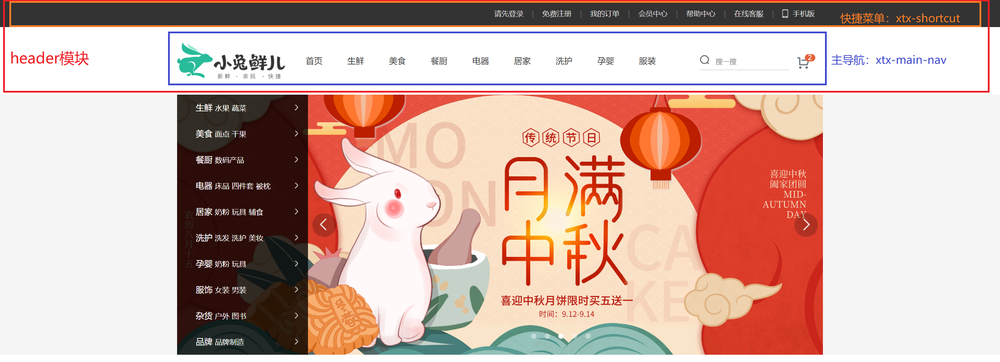 请先登录 | 免费注册 | 我的订单 | 会员中心 | 帮助中心 | 在线客服 | 手机版
快捷菜单：xtx-shortcut
header模块
小兔鲜儿
新鲜 · 亲民 · 快捷
首页 生鲜 美食 餐厨 电器 居家 洗护 孕婴 服装
搜一搜
2
主导航：xtx-main-nav
生鲜 水果 蔬菜
美食 面点 干果
餐厨 数码产品
电器 床品 四件套 被枕
居家 奶粉 玩具 辅食
洗护 洗发 洗护 美妆
孕婴 奶粉 玩具
服饰 女装 男装
杂货 户外 图书
品牌 品牌制造
农历八月十五
MO
ON
传统节日
月满
中秋
喜迎中秋月饼限时买五送一
时间：9.12-9.14
CA
KE
喜迎中秋
阖家团圆
MID-
AUTUMN
DAY